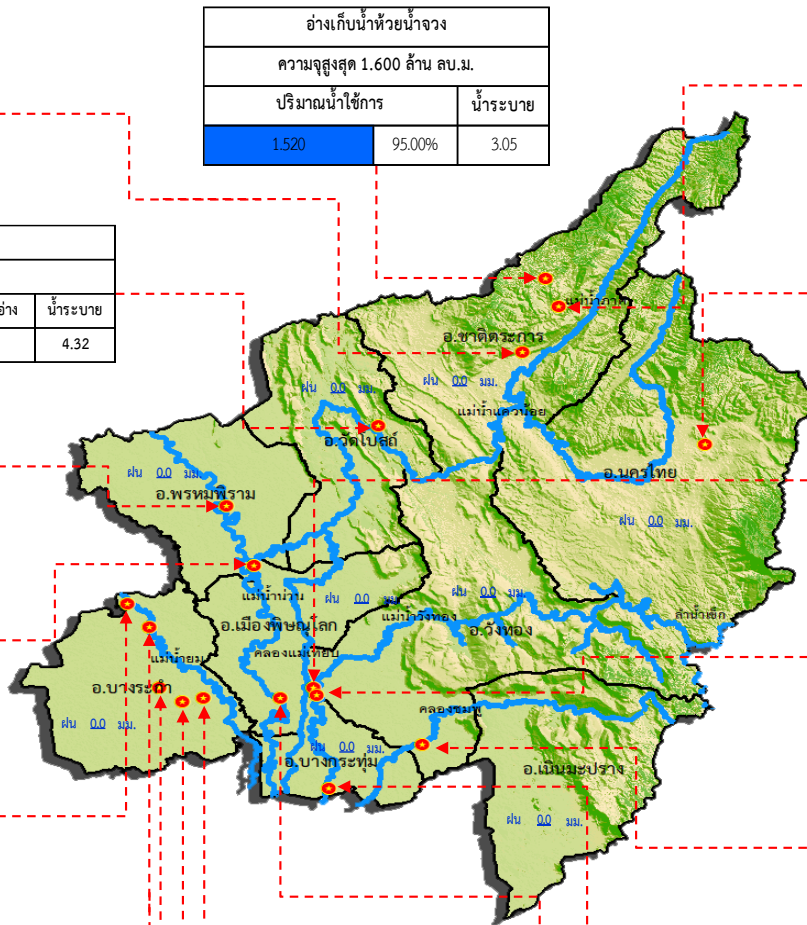 อ่างเก็บน้ำห้วยน้ำจวง
ความจุสูงสุด 1.600 ล้าน ลบ.ม.
ปริมาณน้ำใช้การ น้ำระบาย
1.520 95.00% 3.05
อ่าง น้ำระบาย
4.32
แม่น้ำภาค
อ.ชาติตระการ
ฝน 0.0 มม.
ฝน 0.0 มม.
แม่น้ำแควน้อย
อ.วัดโบสถ์
อ.นครไทย
ฝน 0.0 มม.
ฝน 0.0 มม.
อ.พรหมพิราม
แม่น้ำน่าน
ฝน 0.0 มม.
ฝน 0.0 มม.
แม่น้ำวังทอง
อ.วังทอง
ลำน้ำเข็ก
อ.เมืองพิษณุโลก
คลองแม่เทียบ
แม่น้ำยม
อ.บางระกำ
ฝน 0.0 มม.
คลองชมพู
ฝน 0.0 มม.
อ.บางกระทุ่ม
อ.เนินมะปราง
ฝน 0.0 มม.